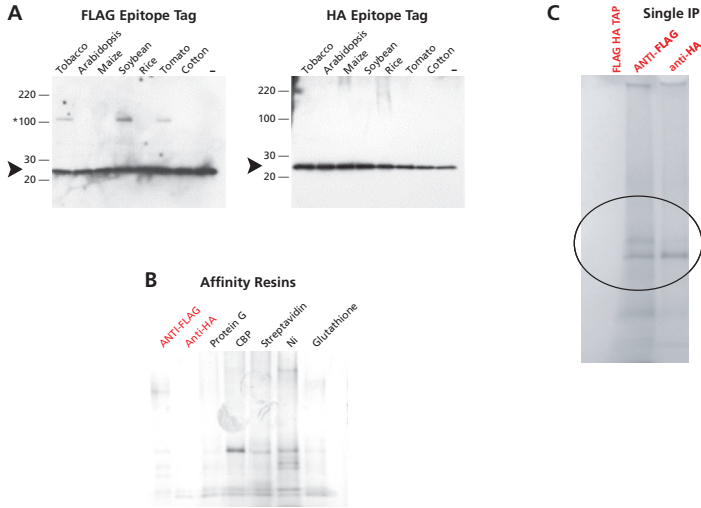 A
FLAG Epitope Tag
Tobacco
Arabidopsis
Maize
Soybean
Rice
Tomato
Cotton
~
220
*100
30
20
HA Epitope Tag
Tobacco
Arabidopsis
Maize
Soybean
Rice
Tomato
Cotton
~
220
100
30
20
B
Affinity Resins
ANTI-FLAG
Anti-HA
Protein G
CBP
Streptavidin
Ni
Glutathione
C
Single IP
FLAG HA TAP
ANTI-FLAG
anti-HA